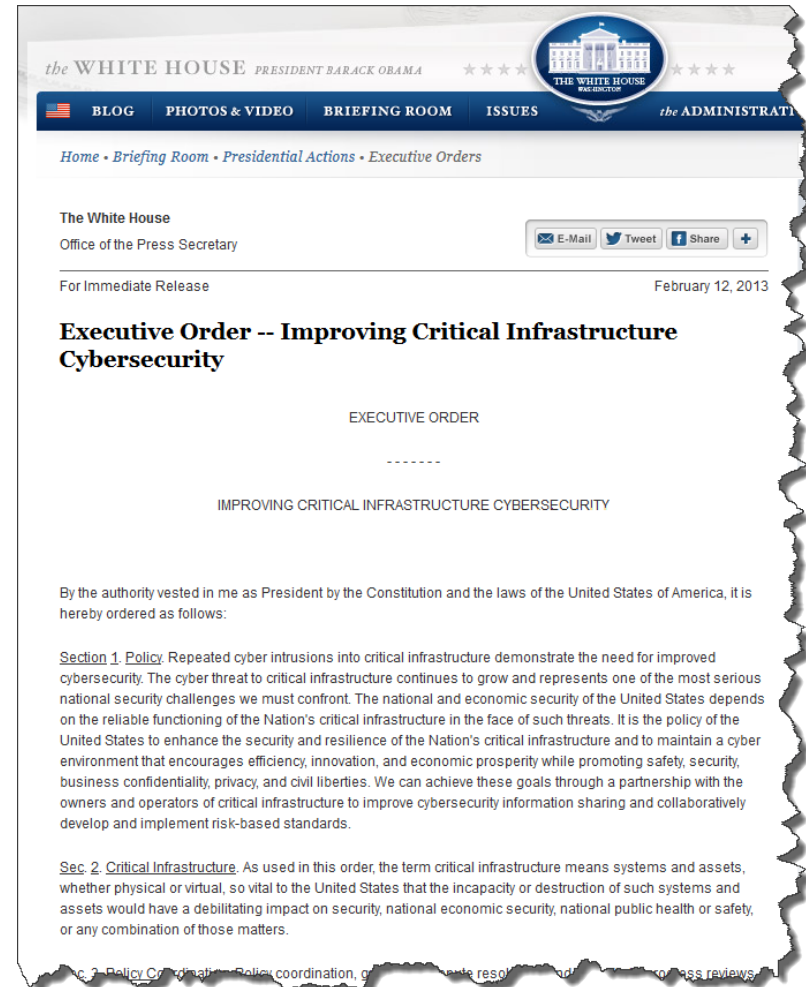 the WHITE HOUSE PRESIDENT BARACK OBAMA
THE WHITE HOUSE
WASHINGTON
BLOG PHOTOS & VIDEO BRIEFING ROOM ISSUES the ADMINISTRATI
Home • Briefing Room • Presidential Actions • Executive Orders
The White House
Office of the Press Secretary
E-Mail Tweet f Share +
For Immediate Release February 12, 2013
Executive Order -- Improving Critical Infrastructure
Cybersecurity
EXECUTIVE ORDER
- - - - - - -
IMPROVING CRITICAL INFRASTRUCTURE CYBERSECURITY
By the authority vested in me as President by the Constitution and the laws of the United States of America, it is
hereby ordered as follows:
Section 1. Policy. Repeated cyber intrusions into critical infrastructure demonstrate the need for improved
cybersecurity. The cyber threat to critical infrastructure continues to grow and represents one of the most serious
national security challenges we must confront. The national and economic security of the United States depends
on the reliable functioning of the Nation's critical infrastructure in the face of such threats. It is the policy of the
United States to enhance the security and resilience of the Nation's critical infrastructure and to maintain a cyber
environment that encourages efficiency, innovation, and economic prosperity while promoting safety, security,
business confidentiality, privacy, and civil liberties. We can achieve these goals through a partnership with the
owners and operators of critical infrastructure to improve cybersecurity information sharing and collaboratively
develop and implement risk-based standards.
Sec. 2. Critical Infrastructure. As used in this order, the term critical infrastructure means systems and assets,
whether physical or virtual, so vital to the United States that the incapacity or destruction of such systems and
assets would have a debilitating impact on security, national economic security, national public health or safety,
or any combination of those matters.
Policy coordination, reviews